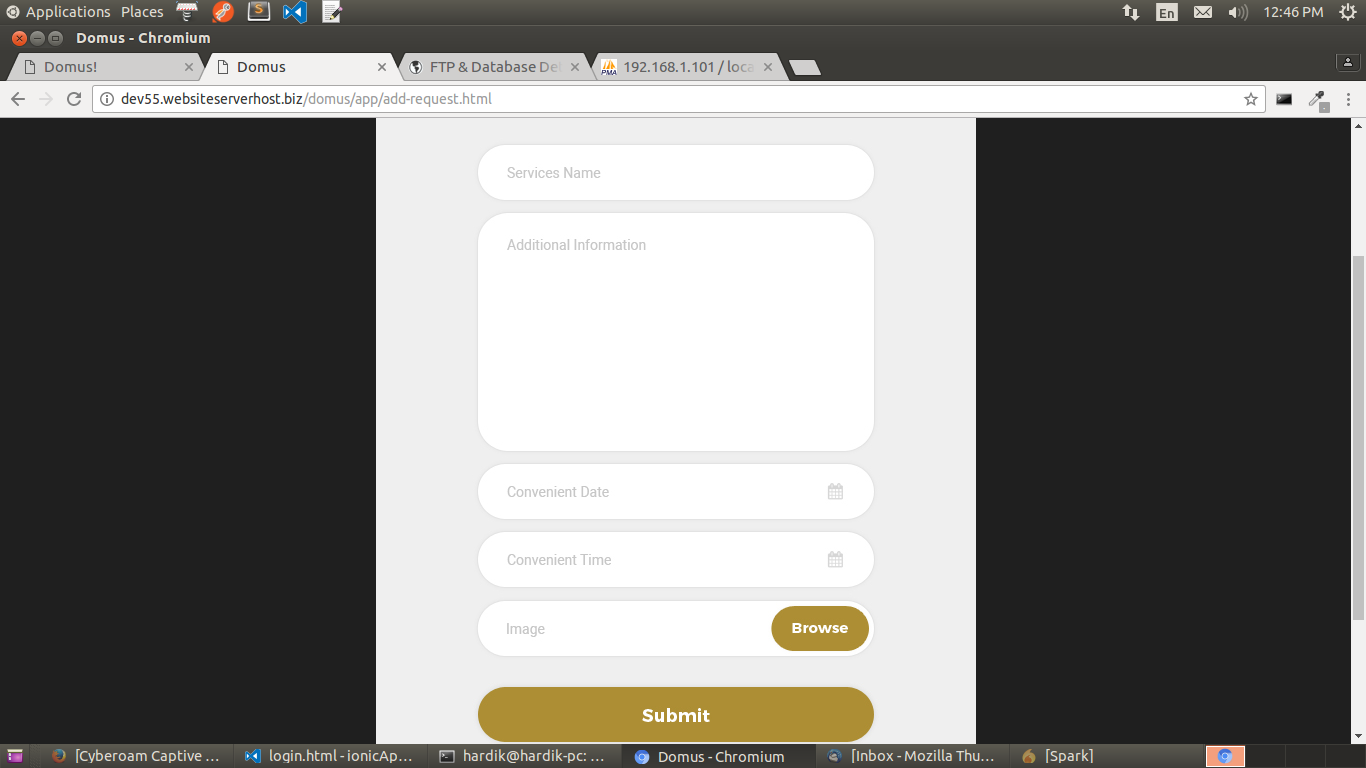 Applications Places En 12:46 PM
Domus - Chromium
Domus! Domus FTP & Database De 192.168.1.101 / loca
dev55.websiteserverhost.biz/domus/app/add-request.html
Services Name
Additional Information
Convenient Date
Convenient Time
Image Browse
Submit
[Cyberoam Captive ... login.html - ionicAp... hardik@hardik-pc: ... Domus - Chromium [Inbox - Mozilla Thu... [Spark]